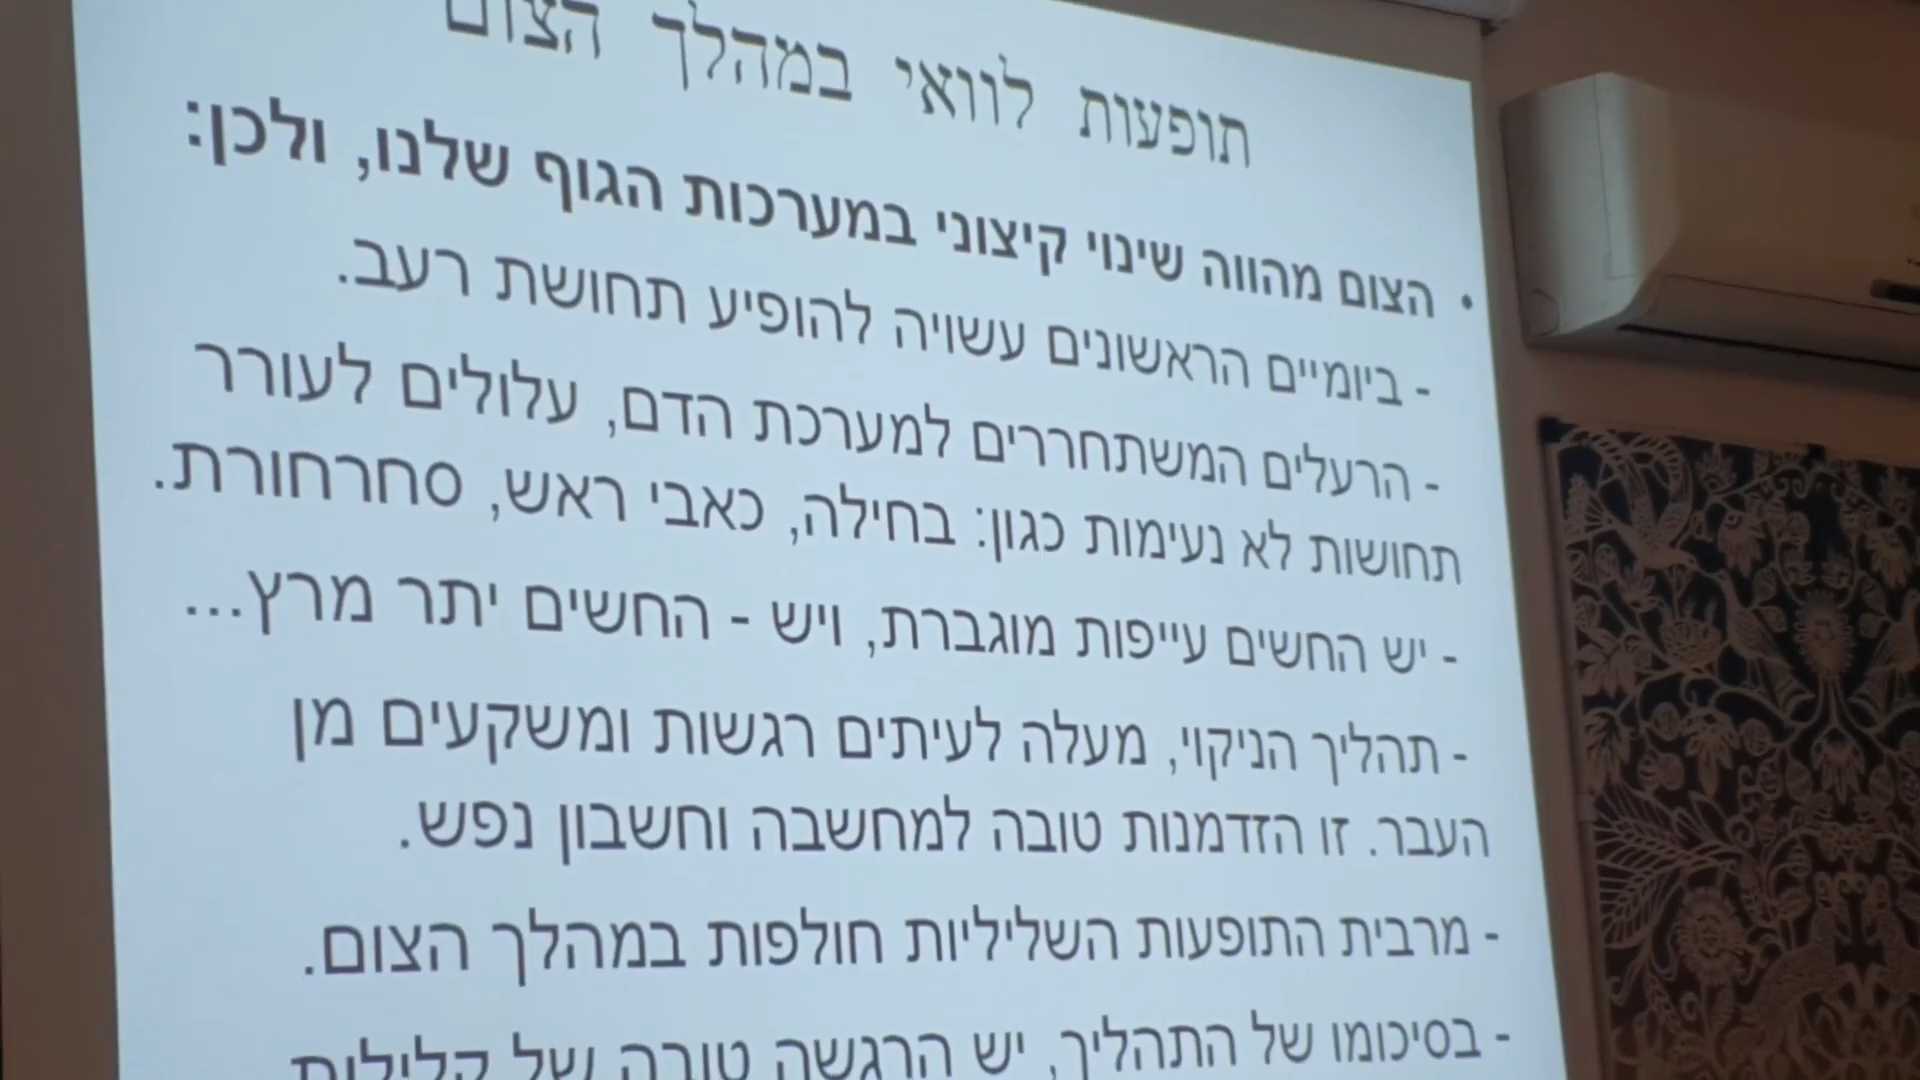 תופעות לוואי במהלך הצום
• הצום מהווה שינוי קיצוני במערכות הגוף שלנו, ולכן:
- ביומיים הראשונים עשויה להופיע תחושת רעב.
- הרעלים המשתחררים למערכת הדם, עלולים לעורר
תחושות לא נעימות כגון: בחילה, כאבי ראש, סחרחורת.
- יש החשים עייפות מוגברת, ויש - החשים יתר מרץ...
- תהליך הניקוי, מעלה לעיתים רגשות ומשקעים מן
העבר. זו הזדמנות טובה למחשבה וחשבון נפש.
- מרבית התופעות השליליות חולפות במהלך הצום.
- בסיכומו של התהליך, יש הרגשה טובה של קלילות